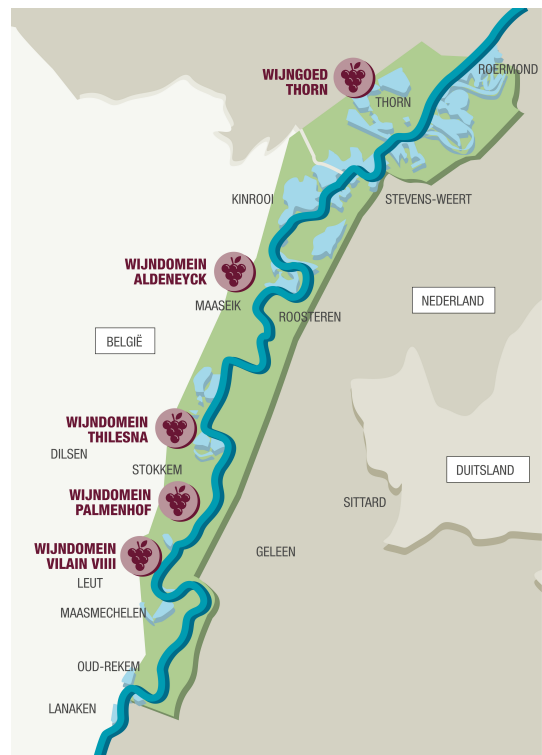 ROERMOND
WIJNGOED
THORN
THORN
KINROOI
STEVENS-WEERT
WIJNDOMEIN
ALDENEYCK
NEDERLAND
MAASEIK
ROOSTEREN
BELGIË
WIJNDOMEIN
THILESNA
DILSEN
STOKKEM
DUITSLAND
WIJNDOMEIN
PALMENHOF
SITTARD
WIJNDOMEIN
VILAIN VIIII
GELEEN
LEUT
MAASMECHELEN
OUD-REKEM
LANAKEN